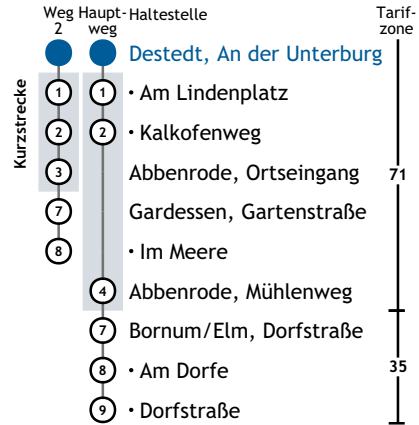 Weg Haupt- Haltestelle Tarif-
2 weg zone
Kurzstrecke
Destedt, An der Unterburg
1 1 · Am Lindenplatz
2 2 · Kalkofenweg
3 Abbenrode, Ortseingang 71
7 Gardessen, Gartenstraße
8 · Im Meere
4 Abbenrode, Mühlenweg
7 Bornum/Elm, Dorfstraße
8 · Am Dorfe 35
9 · Dorfstraße